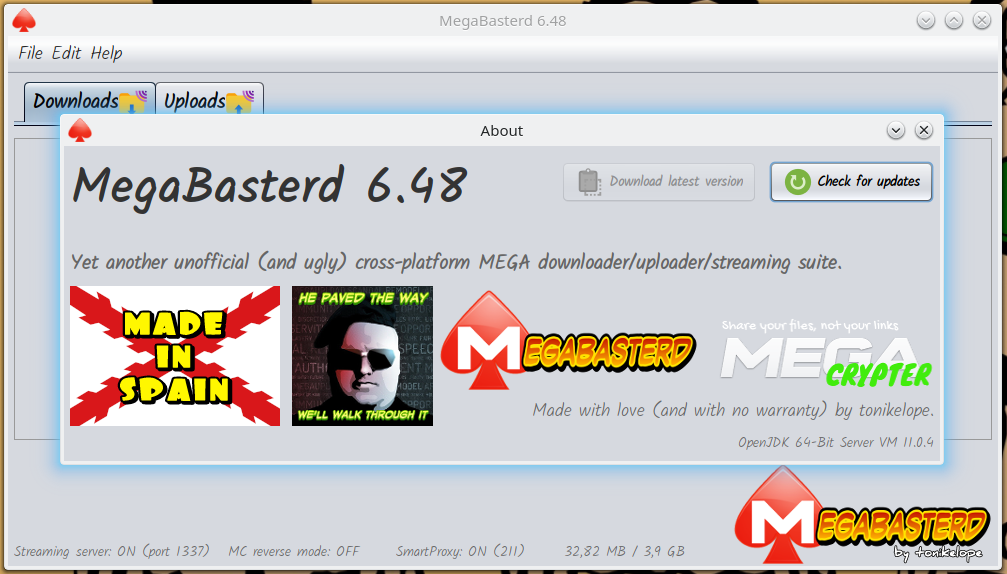 MegaBasterd 6.48
File Edit Help
Downloads Uploads
About
MegaBasterd 6.48
Download latest version
Check for updates
Yet another unofficial (and ugly) cross-platform MEGA downloader/uploader/streaming suite.
MADE
IN
SPAIN
HE PAVED THE WAY
WE'LL WALK THROUGH IT
MEGABASTERD
Share your files, not your links
MEGA
CRYPTER
Made with love (and with no warranty) by tonikelope.
OpenJDK 64-Bit Server VM 11.0.4
MEGABASTERD
by tonikelope
Streaming server: ON (port 1337) MC reverse mode: OFF SmartProxy: ON (211) 32,82 MB / 3,9 GB